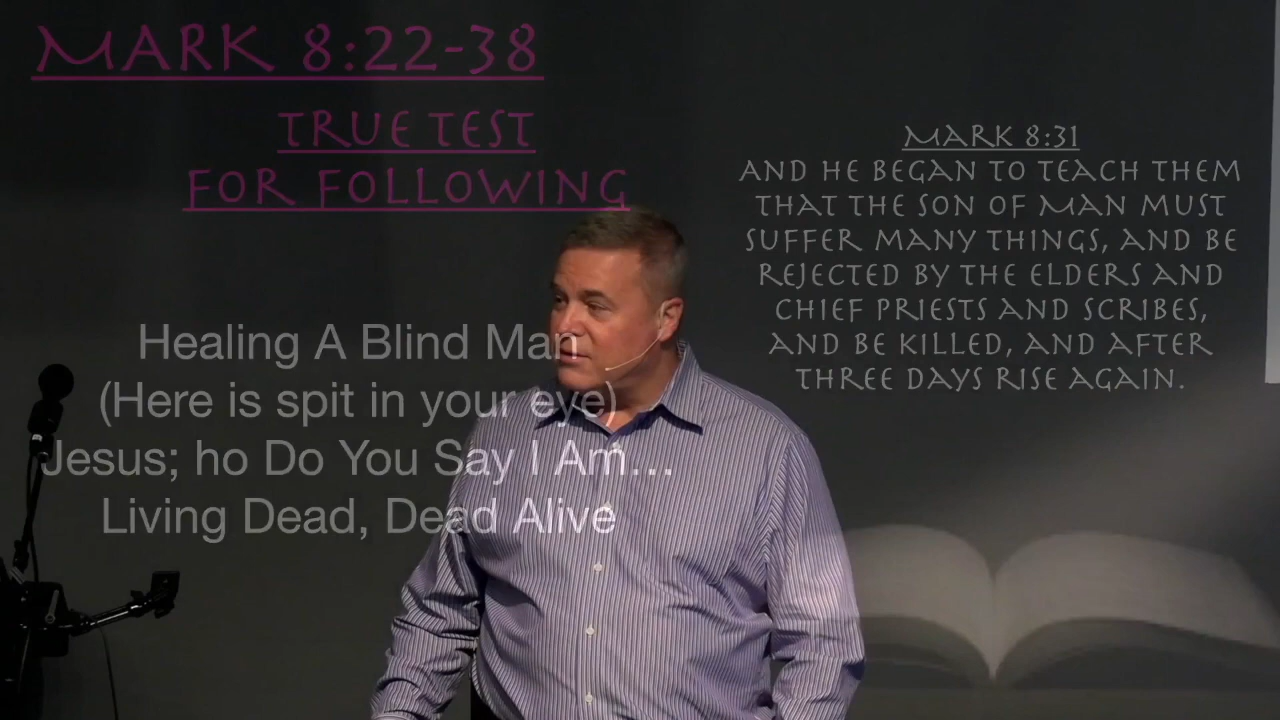 MARK 8:22-38
TRUE TEST
FOR FOLLOWING
Healing A Blind Man
(Here is spit in your eye)
Jesus; ho Do You Say I Am...
Living Dead, Dead Alive
MARK 8:31
AND HE BEGAN TO TEACH THEM
THAT THE SON OF MAN MUST
SUFFER MANY THINGS, AND BE
REJECTED BY THE ELDERS AND
CHIEF PRIESTS AND SCRIBES,
AND BE KILLED, AND AFTER
THREE DAYS RISE AGAIN.